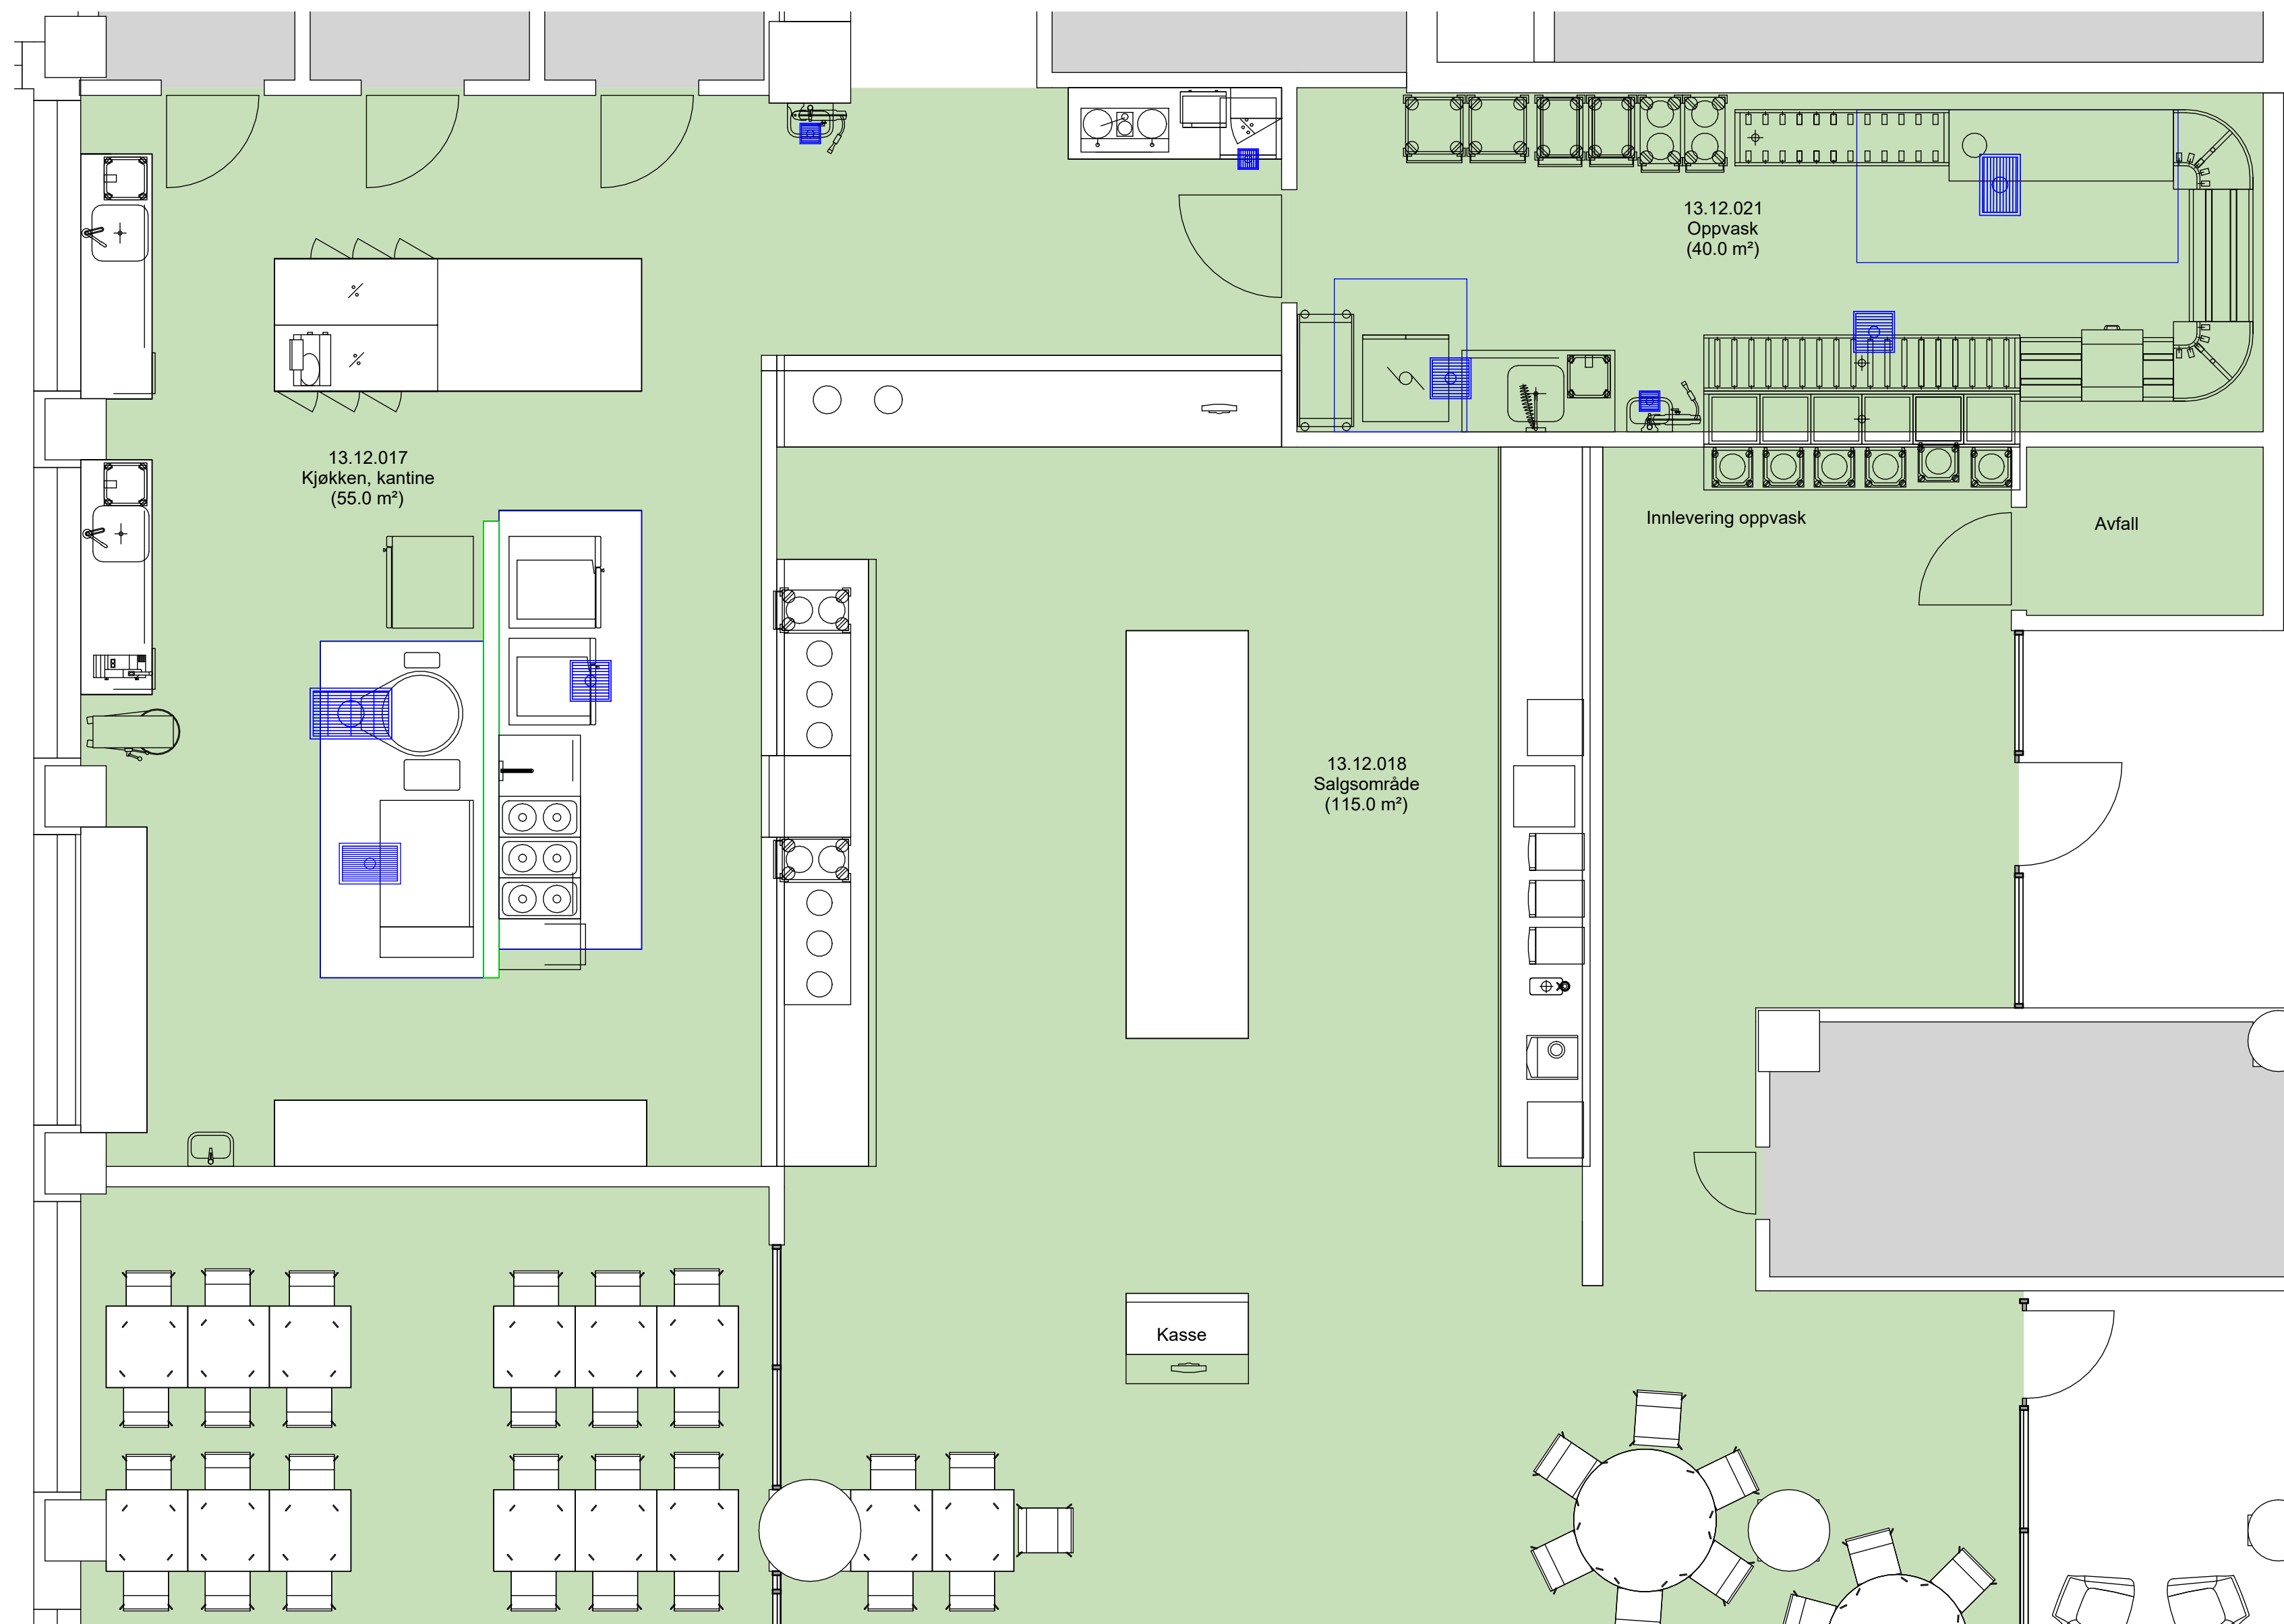 13.12.021
Oppvask
(40.0 m²)
13.12.017
Kjøkken, kantine
(55.0 m²)
Innlevering oppvask
Avfall
13.12.018
Salgsområde
(115.0 m²)
Kasse